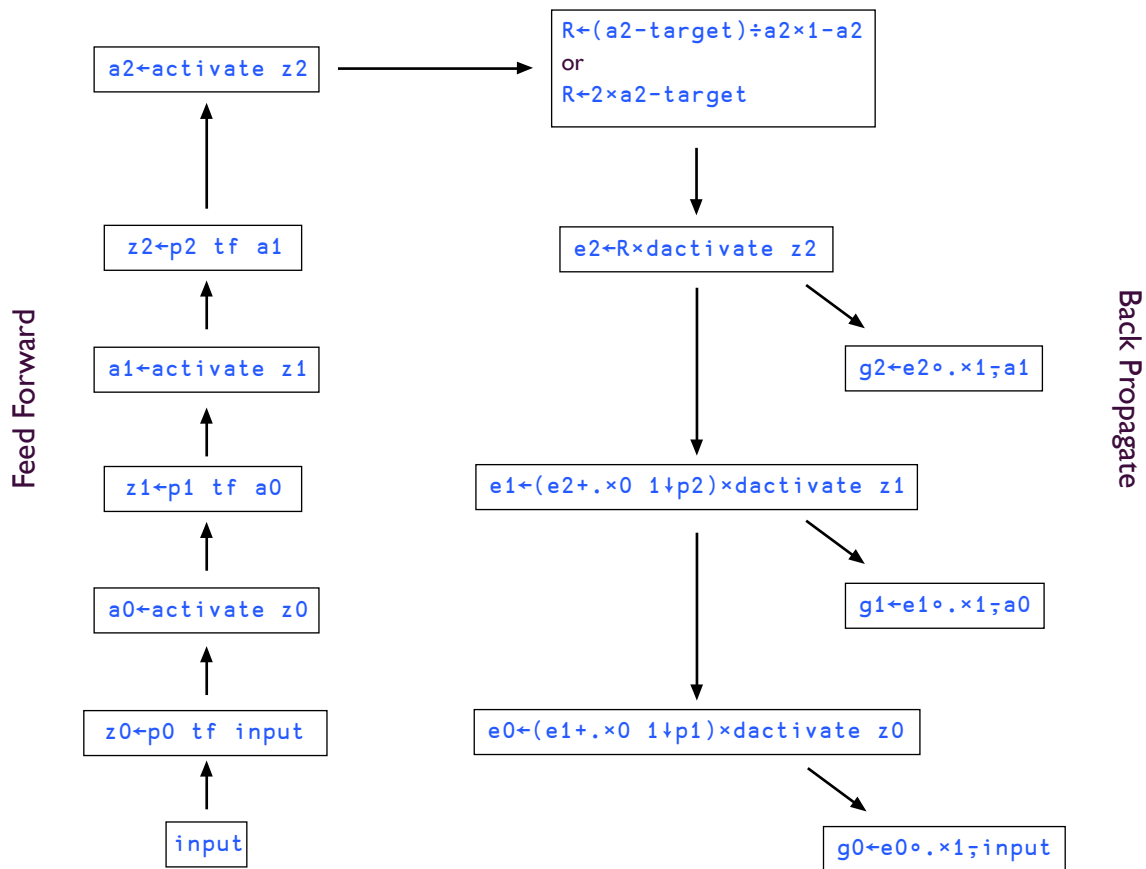 Feed Forward
a2←activate z2
z2←p2 tf a1
a1←activate z1
z1←p1 tf a0
a0←activate z0
z0←p0 tf input
input
R←(a2-target)÷a2×1-a2
or
R←2×a2-target
e2←R×dactivate z2
g2←e2∘.×1⍪a1
e1←(e2+.×0 1↓p2)×dactivate z1
g1←e1∘.×1⍪a0
e0←(e1+.×0 1↓p1)×dactivate z0
g0←e0∘.×1⍪input
Back Propagate